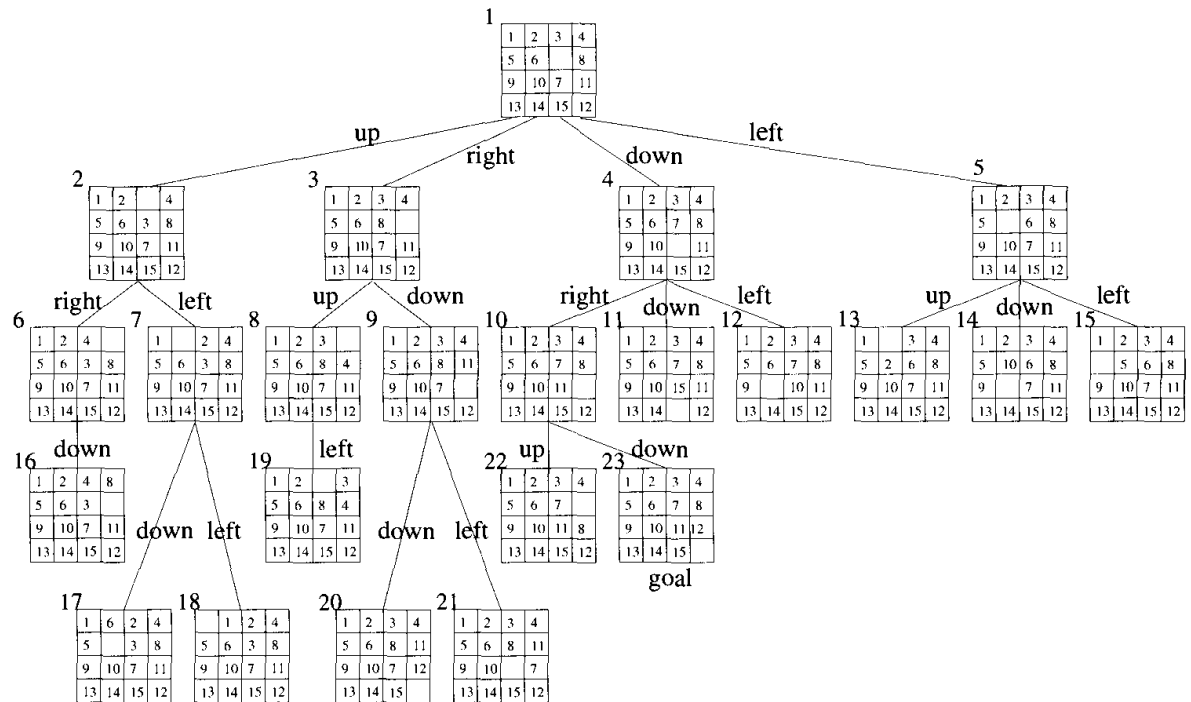 1
1 2 3 4
5 6 8
9 10 7 11
13 14 15 12
up right down left
2 3 4 5
1 2 4 1 2 3 4 1 2 3 4 1 2 3 4
5 6 3 8 5 6 8 5 6 7 8 5 6 8
9 10 7 11 9 10 7 11 9 10 11 9 10 7 11
13 14 15 12 13 14 15 12 13 14 15 12 13 14 15 12
right left up down right down left up down left
6 7 8 9 10 11 12 13 14 15
1 2 4 1 2 4 1 2 3 1 2 3 4 1 2 3 4 1 2 3 4 1 2 3 4 1 3 4 1 2 3 4 1 2 3 4
5 6 3 8 5 6 3 8 5 6 8 4 5 6 8 11 5 6 7 8 5 6 7 8 5 6 7 8 5 2 6 8 5 10 6 8 5 6 8
9 10 7 11 9 10 7 11 9 10 7 11 9 10 7 9 10 11 9 10 15 11 9 10 11 9 10 7 11 9 7 11 9 10 7 11
13 14 15 12 13 14 15 12 13 14 15 12 13 14 15 12 13 14 15 12 13 14 12 13 14 15 12 13 14 15 12 13 14 15 12 13 14 15 12
down left up down
16 19 22 23
1 2 4 8 1 2 3 1 2 3 4 1 2 3 4
5 6 3 5 6 8 4 5 6 7 5 6 7 8
9 10 7 11 9 10 7 11 9 10 11 8 9 10 11 12
13 14 15 12 13 14 15 12 13 14 15 12 13 14 15
down left down left
goal
17 18 20 21
1 6 2 4 1 2 4 1 2 3 4 1 2 3 4
5 3 8 5 6 3 8 5 6 8 11 5 6 8 11
9 10 7 11 9 10 7 11 9 10 7 12 9 10 7
13 14 15 12 13 14 15 12 13 14 15 13 14 15 12